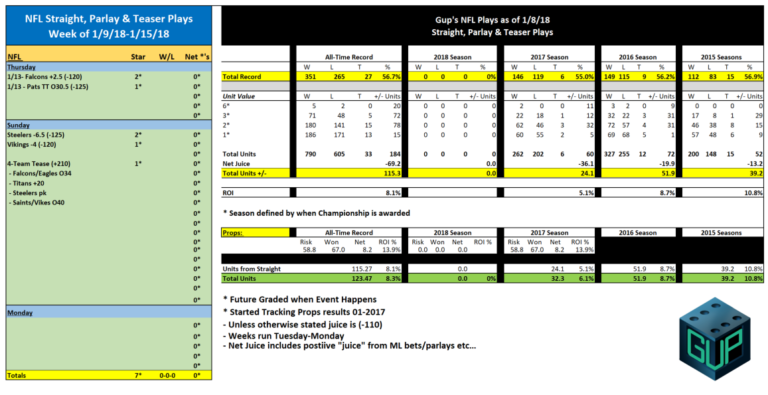 NFL Straight, Parlay & Teaser Plays
Week of 1/9/18-1/15/18
NFL Star W/L Net *'s
Thursday 0*
1/13- Falcons +2.5 (-120) 2* 0*
1/13 - Pats TT O30.5 (-125) 1* 0*
0*
0*
0*
Sunday
Steelers -6.5 (-125) 2* 0*
Vikings -4 (-120) 1* 0*
0*
4-Team Tease (+210) 1* 0*
- Falcons/Eagles O34 0*
- Titans +20 0*
- Steelers pk 0*
- Saints/Vikes O40 0*
0*
0*
0*
0*
0*
0*
0*
0*
0*
0*
Monday
0*
0*
0*
0*
0*
Totals 7* 0-0-0 0*
Gup's NFL Plays as of 1/8/18
Straight, Parlay & Teaser Plays
All-Time Record 2018 Season 2017 Season 2016 Season 2015 Seasons
W L T % W L T % W L T % W L T % W L T %
Total Record 351 265 27 56.7% 0 0 0 0% 146 119 6 55.0% 149 115 9 56.2% 112 83 15 56.9%
Unit Value W L T +/- Units W L T +/- Units W L T +/- Units W L T +/- Units W L T +/- Units
6* 5 2 0 20 0 0 0 0 2 0 0 11 3 2 0 9 0 0 0 0
3* 71 48 5 72 0 0 0 0 22 18 1 12 32 22 3 31 17 8 1 29
2* 180 141 15 78 0 0 0 0 62 46 3 32 72 57 4 31 46 38 8 15
1* 186 171 13 15 0 0 0 0 60 55 2 5 69 68 5 1 57 48 6 9
Total Units 790 605 33 184 0 0 0 0 262 202 6 60 327 255 12 72 200 148 15 52
Net Juice -69.2 0.0 -36.1 -19.9 -13.2
Total Units +/- 115.3 0.0 24.1 51.9 39.2
ROI 8.1% 5.1% 8.7% 10.8%
* Season defined by when Championship is awarded
Props: All-Time Record 2018 Season 2017 Season 2016 Season 2015 Seasons
Risk Won Net ROI % Risk Won Net ROI % Risk Won Net ROI % Net ROI % Net ROI %
58.8 67.0 8.2 13.9% 0.0 0.0 0.0 58.8 67.0 8.2 13.9%
Units from Straight 115.27 8.1% 0.0 24.1 5.1% 51.9 8.7% 39.2 10.8%
Total Units 123.47 8.3% 0.0 0% 32.3 6.1% 51.9 8.7% 39.2 10.8%
* Future Graded when Event Happens
* Started Tracking Props results 01-2017
- Unless otherwise stated juice is (-110)
- Weeks run Tuesday-Monday
- Net Juice includes postiive "juice" from ML bets/parlays etc...
GUP